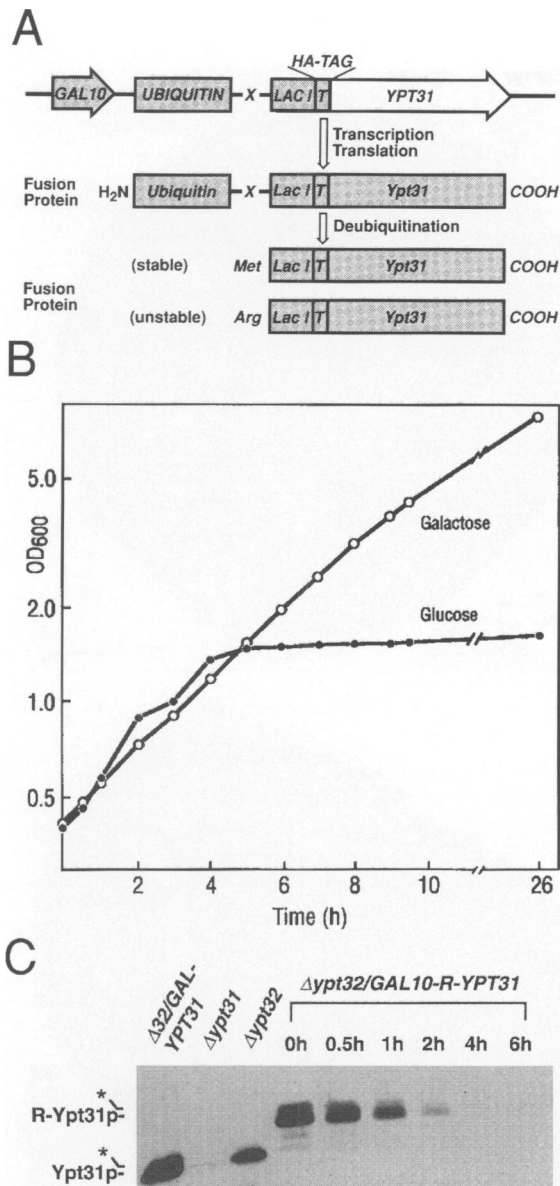 A
HA-TAG
GAL10 UBIQUITIN X LAC I T YPT31
Transcription
Translation
Fusion
Protein
H2N Ubiquitin X Lac I T Ypt31 COOH
Deubiquitination
(stable) Met Lac I T Ypt31 COOH
Fusion
Protein
(unstable) Arg Lac I T Ypt31 COOH
B
OD600
5.0
2.0
1.0
0.5
Galactose
Glucose
2 4 6 8 10 26
Time (h)
C
Δ32/GAL-
YPT31
Δypt31
Δypt32
Δypt32/GAL10-R-YPT31
0h 0.5h 1h 2h 4h 6h
*
R-Ypt31p-
*
Ypt31p-